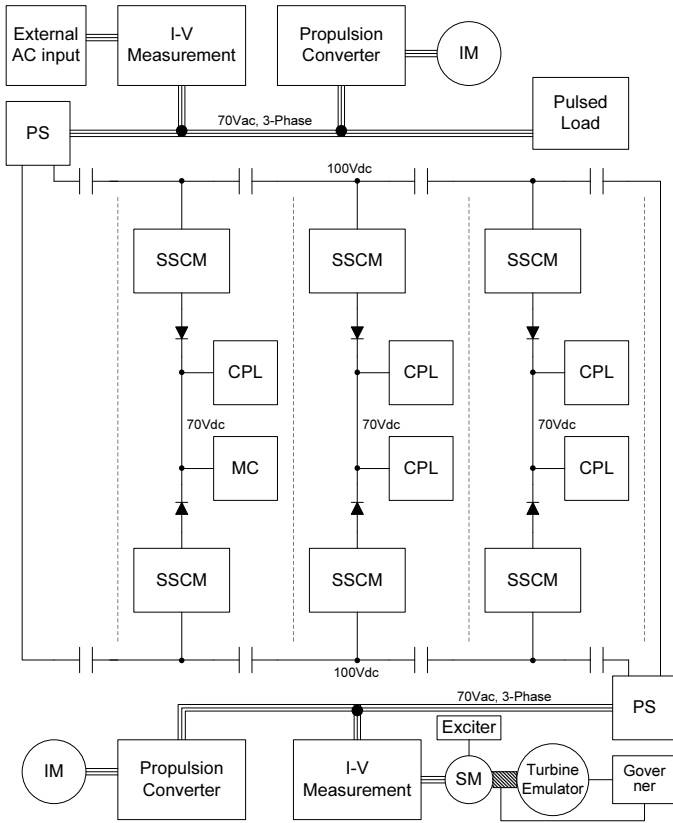 External
AC input
I-V
Measurement
Propulsion
Converter
IM
Pulsed
Load
PS
70Vac, 3-Phase
100Vdc
SSCM
SSCM
SSCM
CPL
CPL
CPL
70Vdc
70Vdc
70Vdc
MC
CPL
CPL
SSCM
SSCM
SSCM
100Vdc
70Vac, 3-Phase
PS
Exciter
IM
Propulsion
Converter
I-V
Measurement
SM
Turbine
Emulator
Gover
ner